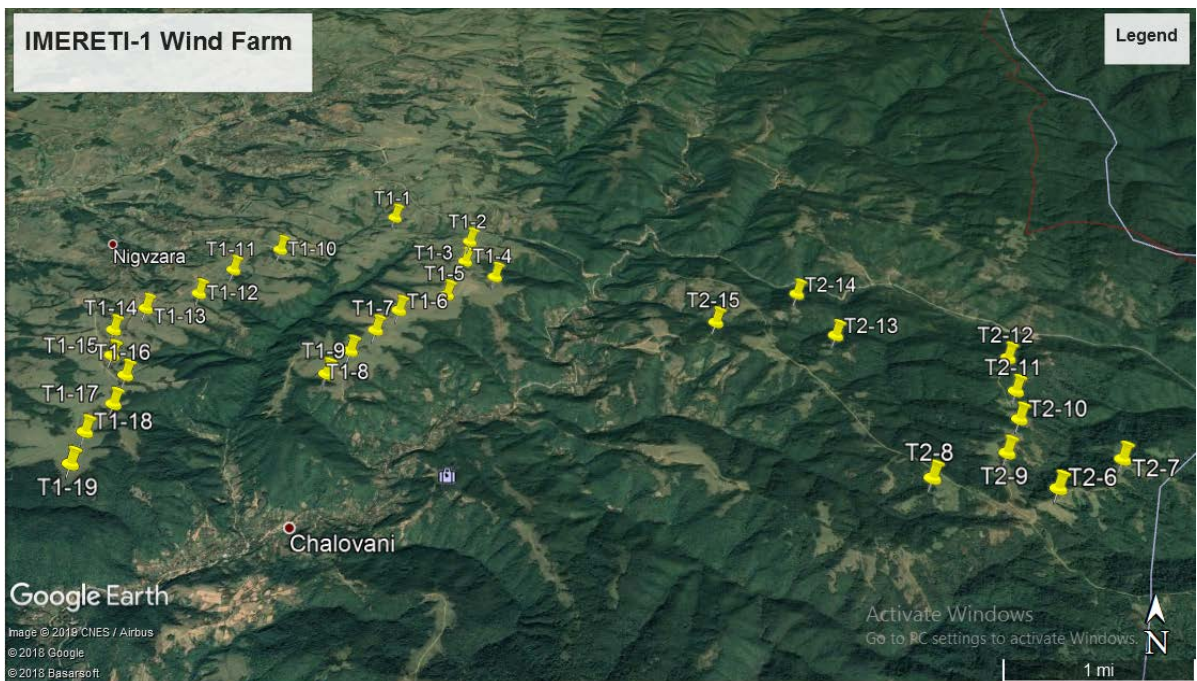 IMERETI-1 Wind Farm
Legend
T1-1
T1-2
T1-3
T1-4
T1-5
T1-6
T1-7
T1-9
T1-8
T1-11
T1-10
Nigvzara
T1-12
T1-14
T1-13
T1-15
T1-16
T1-17
T1-18
T1-19
T2-14
T2-15
T2-13
T2-12
T2-11
T2-10
T2-8
T2-9
T2-6
T2-7
Chalovani
Google Earth
Image © 2019 CNES / Airbus
© 2018 Google
© 2018 Basarsoft
Activate Windows
Go to PC settings to activate Windows.
N
1 mi